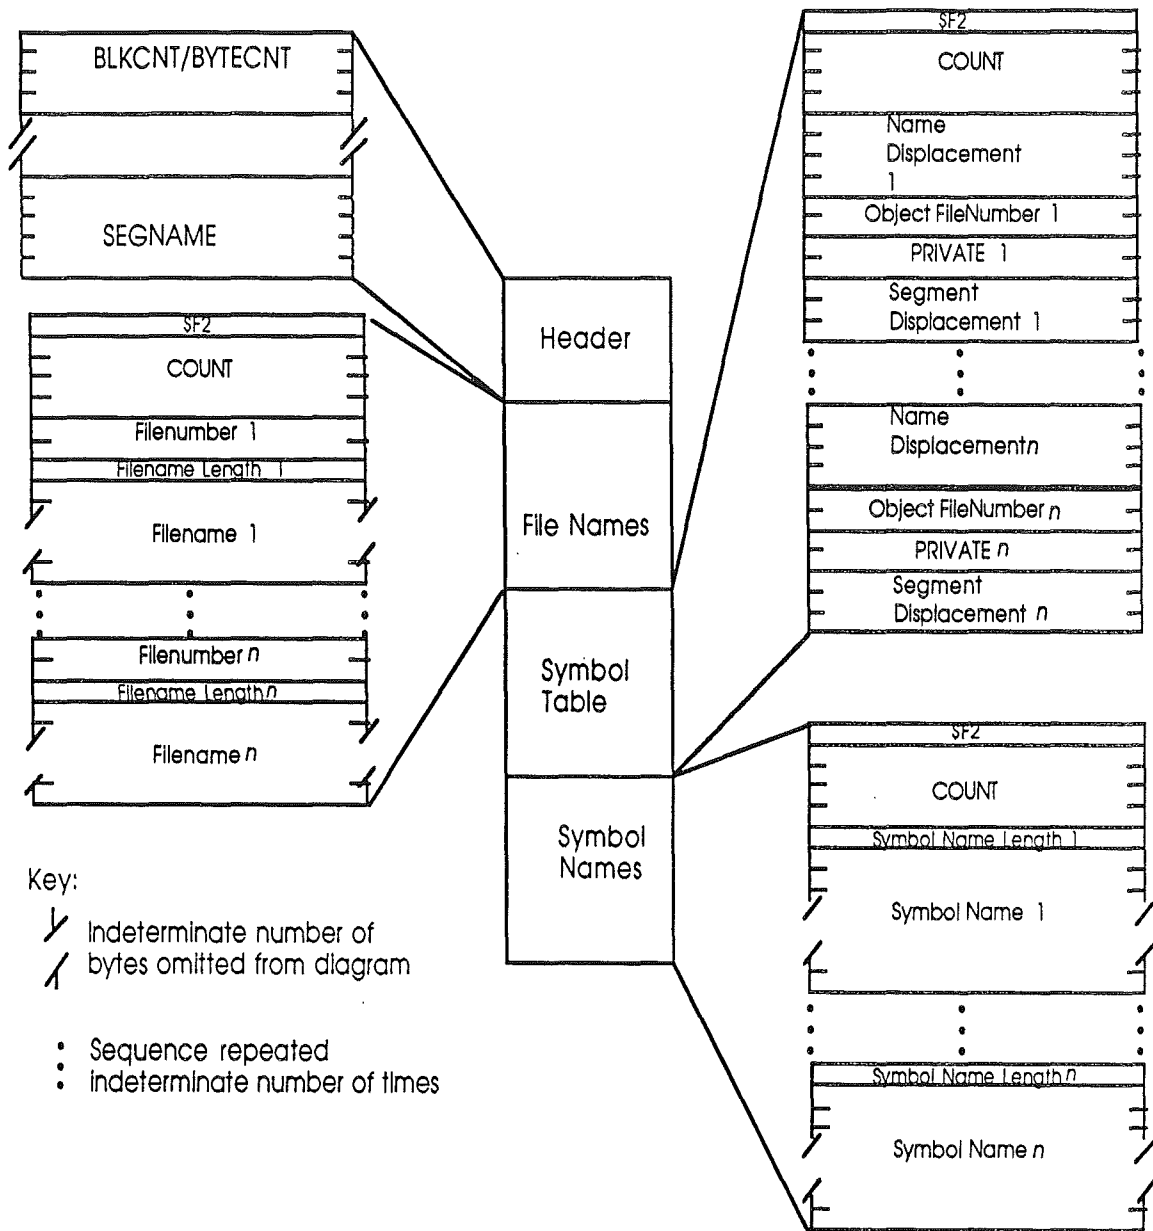 BLKCNT/BYTECNT
SEGNAME
$F2
COUNT
Filenumber 1
Filename Length 1
Filename 1
Filenumber n
Filename Length n
Filename n
Key:
Indeterminate number of
bytes omitted from diagram
Sequence repeated
indeterminate number of times
Header
File Names
Symbol
Table
Symbol
Names
$F2
COUNT
Name
Displacement
1
Object FileNumber 1
PRIVATE 1
Segment
Displacement 1
Name
Displacement n
Object FileNumber n
PRIVATE n
Segment
Displacement n
$F2
COUNT
Symbol Name Length 1
Symbol Name 1
Symbol Name Length n
Symbol Name n